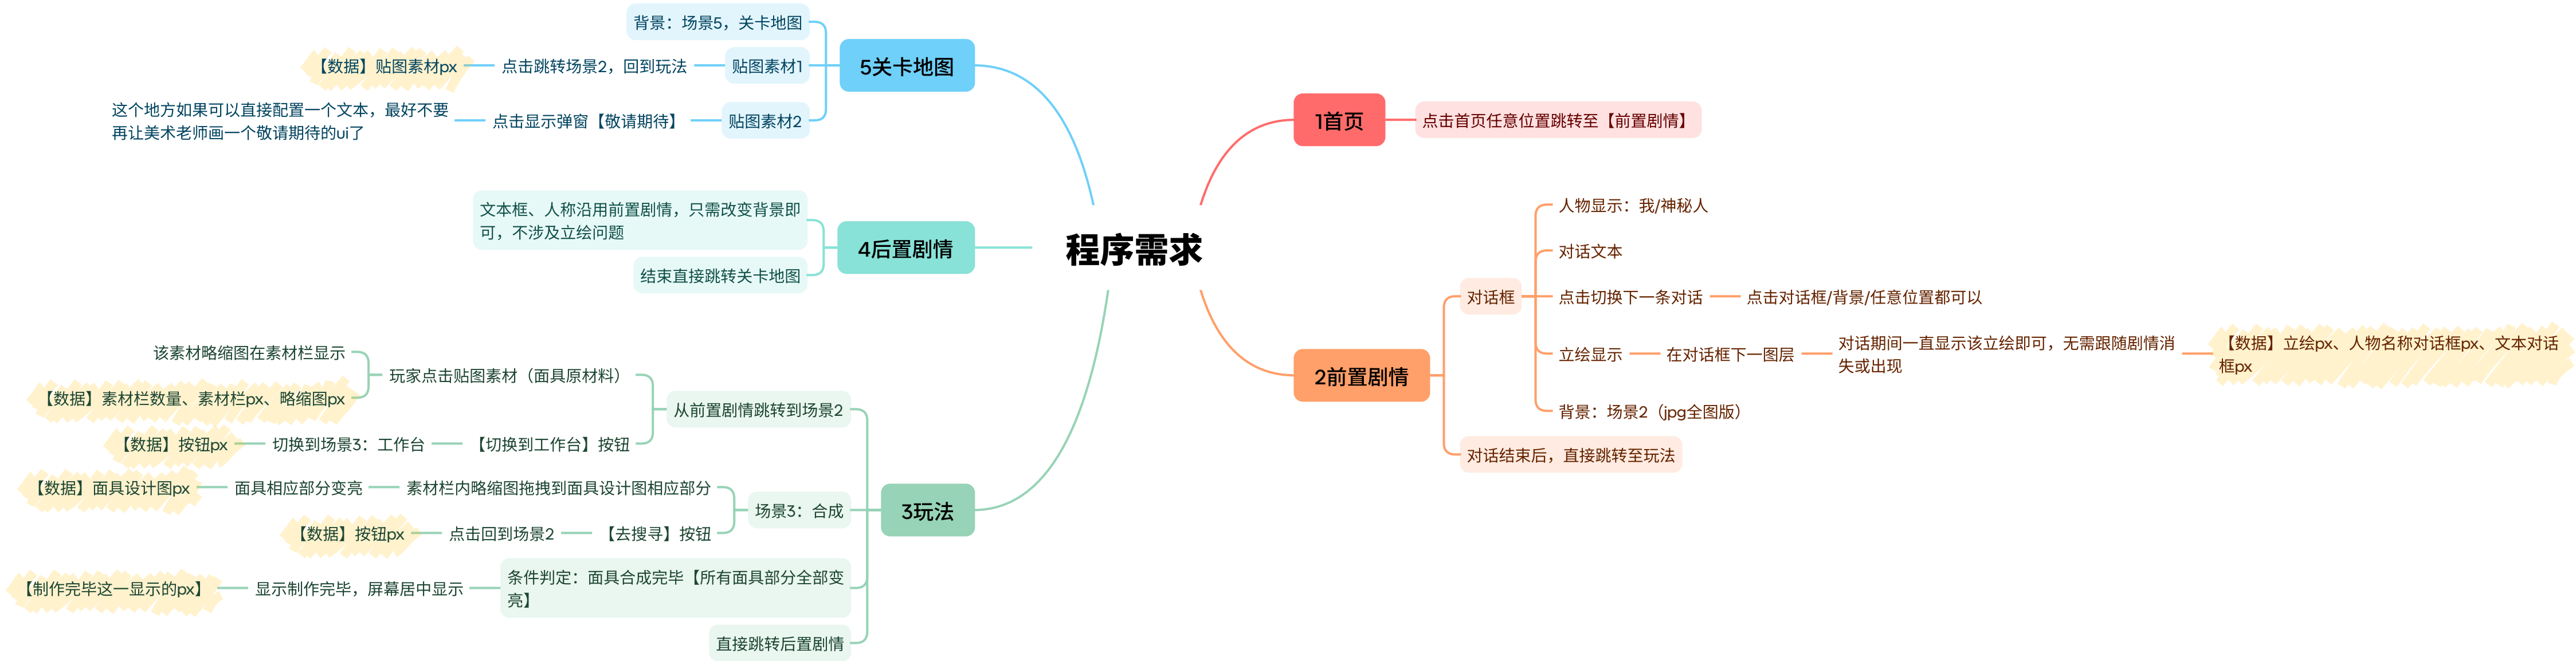 程序需求
1首页
点击首页任意位置跳转至【前置剧情】
2前置剧情
对话框
人物显示：我/神秘人
对话文本
点击切换下一条对话
点击对话框/背景/任意位置都可以
立绘显示
在对话框下一图层
对话期间一直显示该立绘即可，无需跟随剧情消
失或出现
【数据】立绘px、人物名称对话框px、文本对话
框px
背景：场景2（jpg全图版）
对话结束后，直接跳转至玩法
3玩法
从前置剧情跳转到场景2
玩家点击贴图素材（面具原材料）
该素材略缩图在素材栏显示
【数据】素材栏数量、素材栏px、略缩图px
【切换到工作台】按钮
切换到场景3：工作台
【数据】按钮px
场景3：合成
素材栏内略缩图拖拽到面具设计图相应部分
面具相应部分变亮
【数据】面具设计图px
【去搜寻】按钮
点击回到场景2
【数据】按钮px
条件判定：面具合成完毕【所有面具部分全部变
亮】
显示制作完毕，屏幕居中显示
【制作完毕这一显示的px】
直接跳转后置剧情
4后置剧情
文本框、人称沿用前置剧情，只需改变背景即
可，不涉及立绘问题
结束直接跳转关卡地图
5关卡地图
背景：场景5，关卡地图
贴图素材1
点击跳转场景2，回到玩法
【数据】贴图素材px
贴图素材2
点击显示弹窗【敬请期待】
这个地方如果可以直接配置一个文本，最好不要
再让美术老师画一个敬请期待的ui了